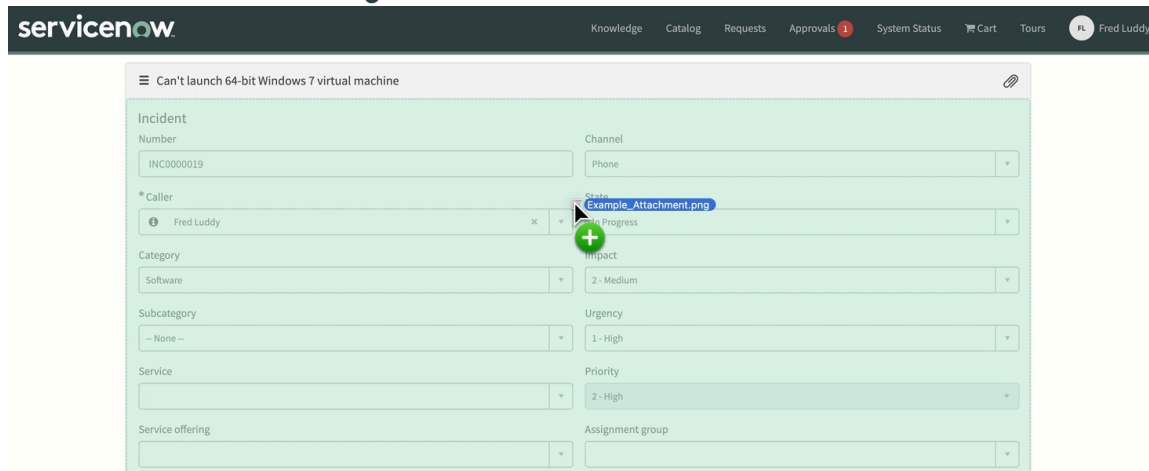 servicenow
Knowledge Catalog Requests Approvals 1 System Status Cart Tours FL Fred Luddy
Can't launch 64-bit Windows 7 virtual machine
Incident
Number
INC0000019
Channel
Phone
* Caller
Fred Luddy
State
Example_Attachment.png
In Progress
Category
Software
Impact
2 - Medium
Subcategory
-- None --
Urgency
1 - High
Service
Priority
2 - High
Service offering
Assignment group